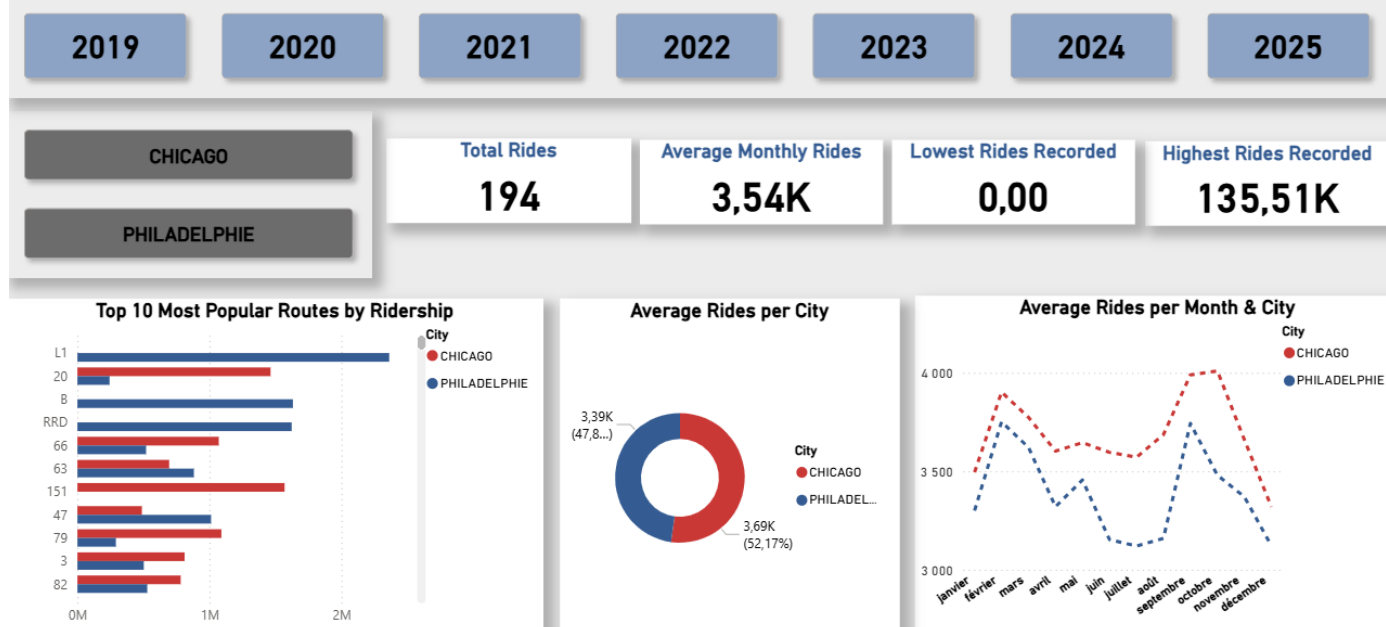 2019 2020 2021 2022 2023 2024 2025
CHICAGO
PHILADELPHIE
Total Rides
194
Average Monthly Rides
3,54K
Lowest Rides Recorded
0,00
Highest Rides Recorded
135,51K
Top 10 Most Popular Routes by Ridership
City
CHICAGO
PHILADELPHIE
L1
20
B
RRD
66
63
151
47
79
3
82
0M 1M 2M
Average Rides per City
3,39K
(47,8...)
3,69K
(52,17%)
City
CHICAGO
PHILADEL...
Average Rides per Month & City
City
CHICAGO
PHILADELPHIE
4 000
3 500
3 000
janvier février mars avril mai juin juillet août septembre octobre novembre décembre